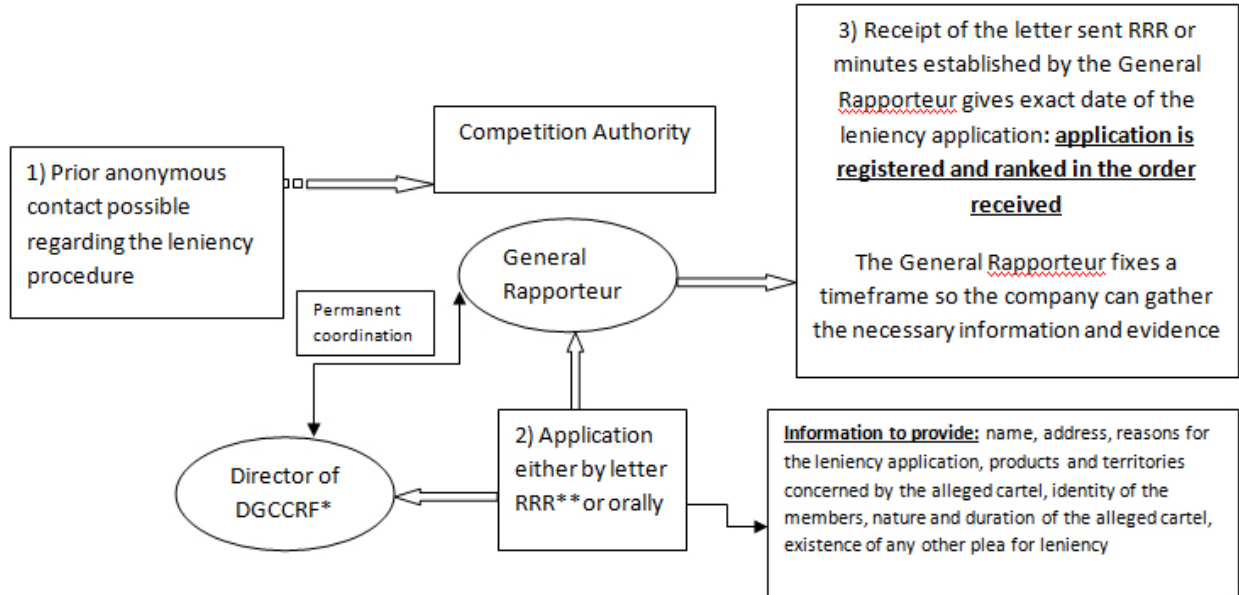 1) Prior anonymous
contact possible
regarding the leniency
procedure
Competition Authority
General
Rapporteur
Permanent
coordination
Director of
DGCCRF*
2) Application
either by letter
RRR** or orally
3) Receipt of the letter sent RRR or
minutes established by the General
Rapporteur gives exact date of the
leniency application: application is
registered and ranked in the order
received
The General Rapporteur fixes a
timeframe so the company can gather
the necessary information and evidence
Information to provide: name, address, reasons for
the leniency application, products and territories
concerned by the alleged cartel, identity of the
members, nature and duration of the alleged cartel,
existence of any other plea for leniency